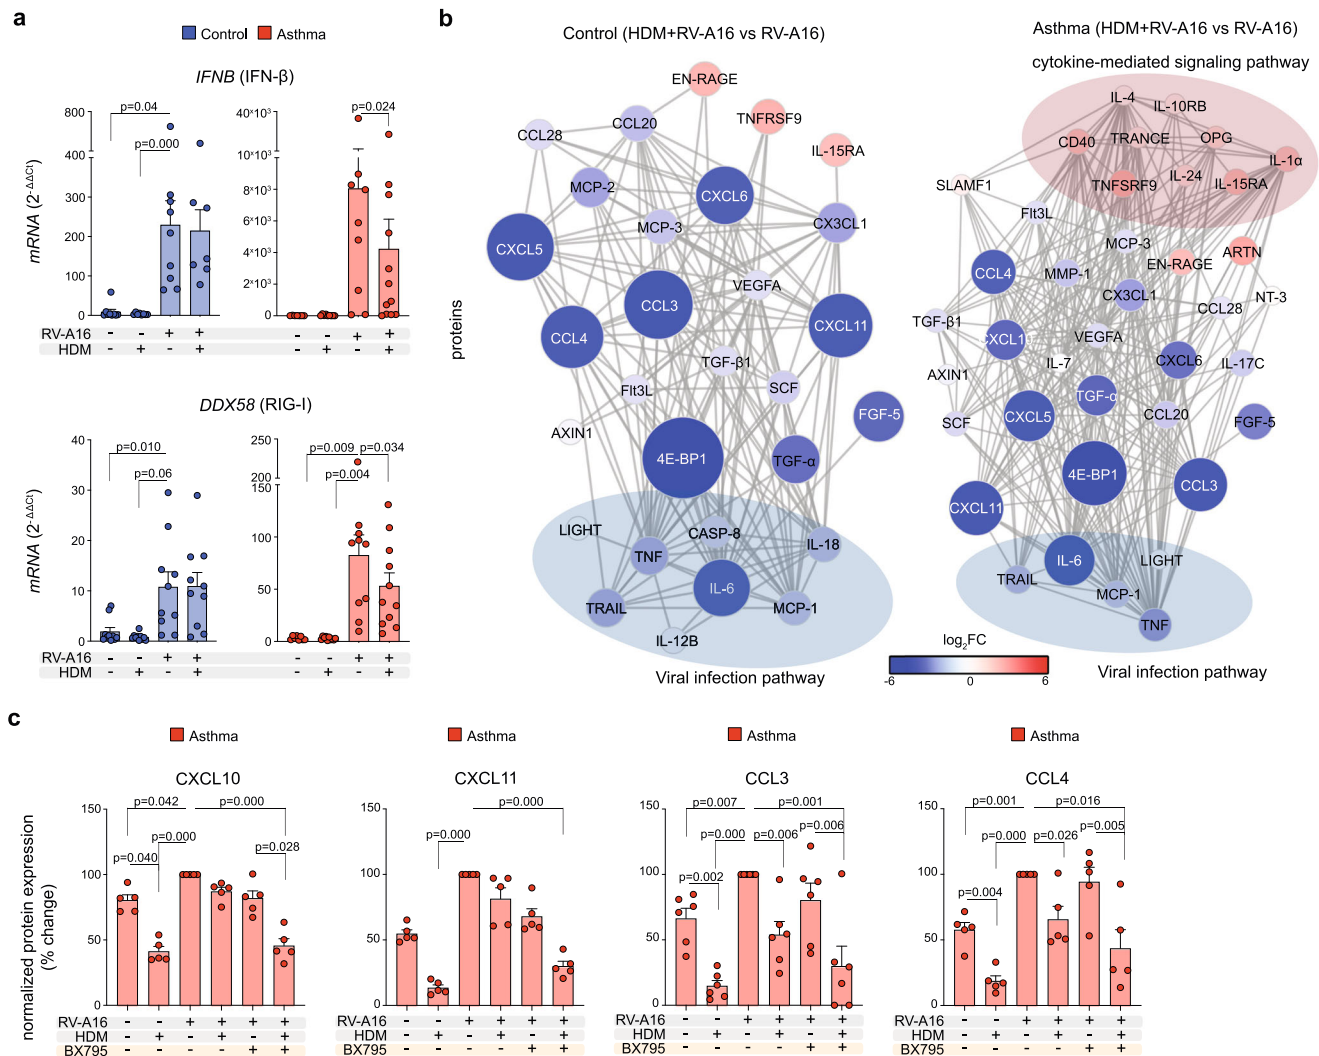 a
Control Asthma
IFNB (IFN-β)
mRNA (2^-ΔΔCt)
800
400
300
200
100
0
p=0.04
p=0.000
40×10³
10×10³
8×10³
6×10³
4×10³
2×10³
0
p=0.024
RV-A16 - - + + - - + +
HDM - + - + - + - +
DDX58 (RIG-I)
mRNA (2^-ΔΔCt)
40
30
20
10
0
p=0.010
p=0.06
250
200
150
100
50
0
p=0.009 p=0.034
p=0.004
RV-A16 - - + + - - + +
HDM - + - + - + - +
b
proteins
Control (HDM+RV-A16 vs RV-A16)
EN-RAGE
TNFRSF9
CCL20
CCL28
IL-15RA
MCP-2
CXCL6
MCP-3
CX3CL1
CXCL5
VEGFA
CCL3
CXCL11
CCL4
TGF-β1
Flt3L
SCF
FGF-5
AXIN1
4E-BP1
TGF-α
LIGHT
CASP-8
TNF
IL-18
IL-6
TRAIL
MCP-1
IL-12B
Viral infection pathway
Asthma (HDM+RV-A16 vs RV-A16)
cytokine-mediated signaling pathway
IL-4
IL-10RB
CD40
TRANCE
OPG
IL-1α
SLAMF1
TNFSRF9
IL-24
IL-15RA
Flt3L
MCP-3
ARTN
EN-RAGE
CCL4
MMP-1
CX3CL1
NT-3
CCL28
TGF-β1
CXCL10
VEGFA
IL-7
CXCL6
IL-17C
AXIN1
TGF-α
CXCL5
CCL20
SCF
FGF-5
4E-BP1
CCL3
CXCL11
IL-6
LIGHT
TRAIL
MCP-1
TNF
log₂FC
-6 0 6
Viral infection pathway
c
normalized protein expression
(% change)
Asthma
CXCL10
150
100
50
0
p=0.042 p=0.000
p=0.000
p=0.040 p=0.028
RV-A16 - - + + + +
HDM - + - + - +
BX795 - - - - + +
Asthma
CXCL11
150
100
50
0
p=0.000
p=0.000
RV-A16 - - + + + +
HDM - + - + - +
BX795 - - - - + +
Asthma
CCL3
150
100
50
0
p=0.007 p=0.001
p=0.000 p=0.006 p=0.006
p=0.002
RV-A16 - - + + + +
HDM - + - + - +
BX795 - - - - + +
Asthma
CCL4
150
100
50
0
p=0.001 p=0.016
p=0.000 p=0.026 p=0.005
p=0.004
RV-A16 - - + + + +
HDM - + - + - +
BX795 - - - - + +